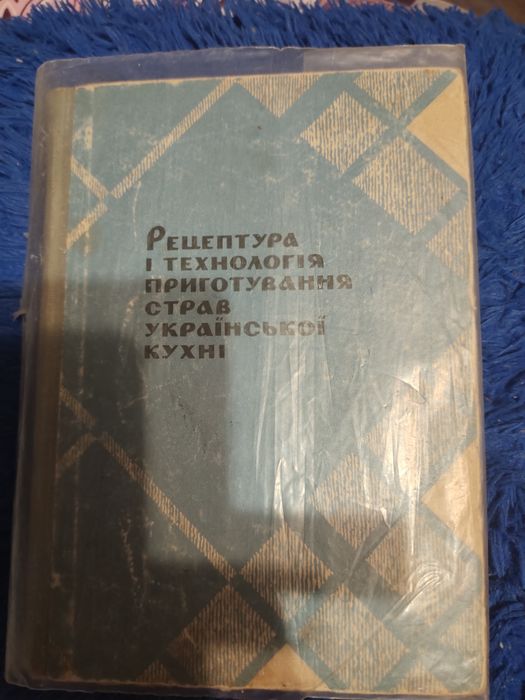 Рецептура
і технологія
приготування
страв
української
кухні